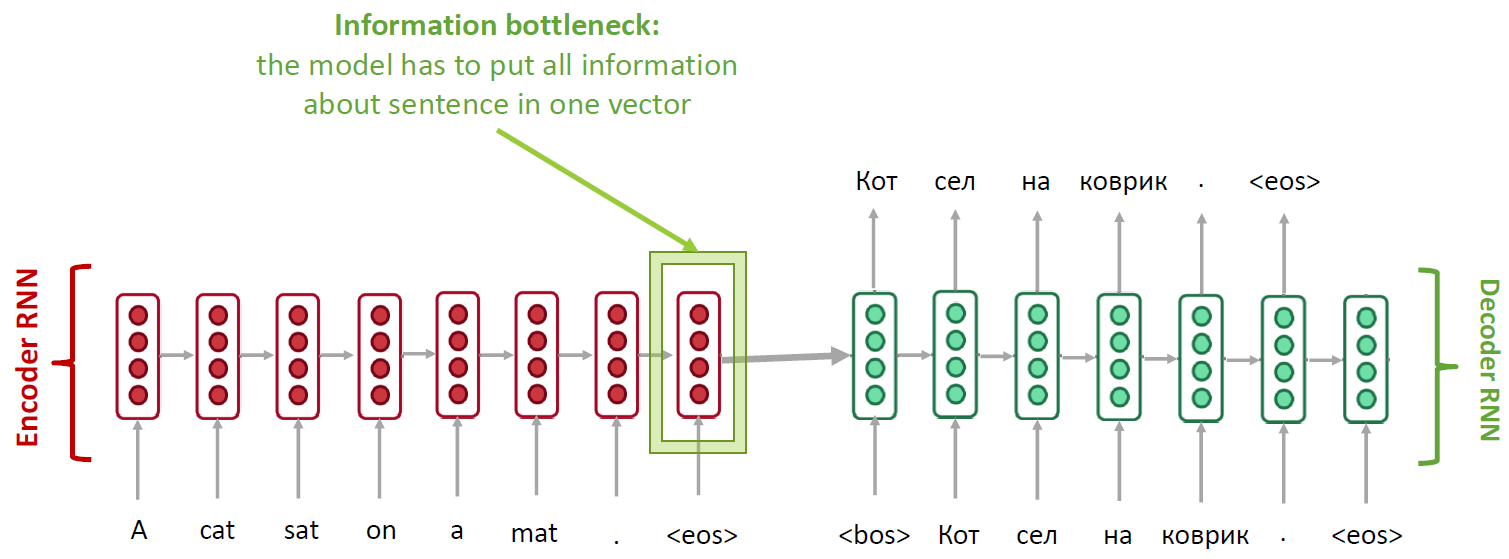 Information bottleneck:
the model has to put all information
about sentence in one vector
Кот сел на коврик . <eos>
Encoder RNN
Decoder RNN
A cat sat on a mat . <eos>
<bos> Кот сел на коврик . <eos>